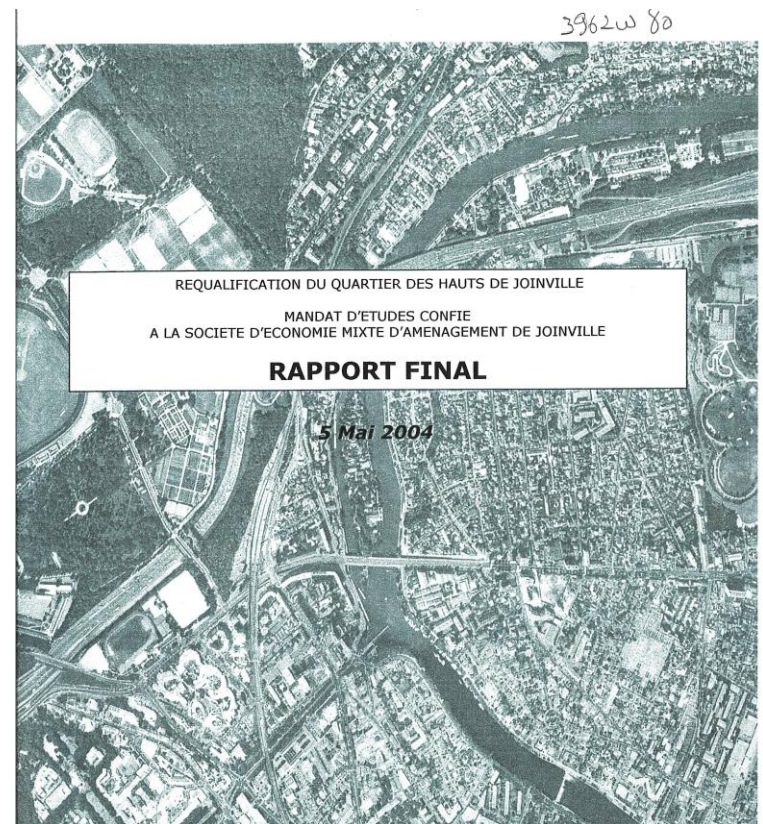 3962W 80
REQUALIFICATION DU QUARTIER DES HAUTS DE JOINVILLE
MANDAT D'ETUDES CONFIE
A LA SOCIETE D'ECONOMIE MIXTE D'AMENAGEMENT DE JOINVILLE
RAPPORT FINAL
5 Mai 2004